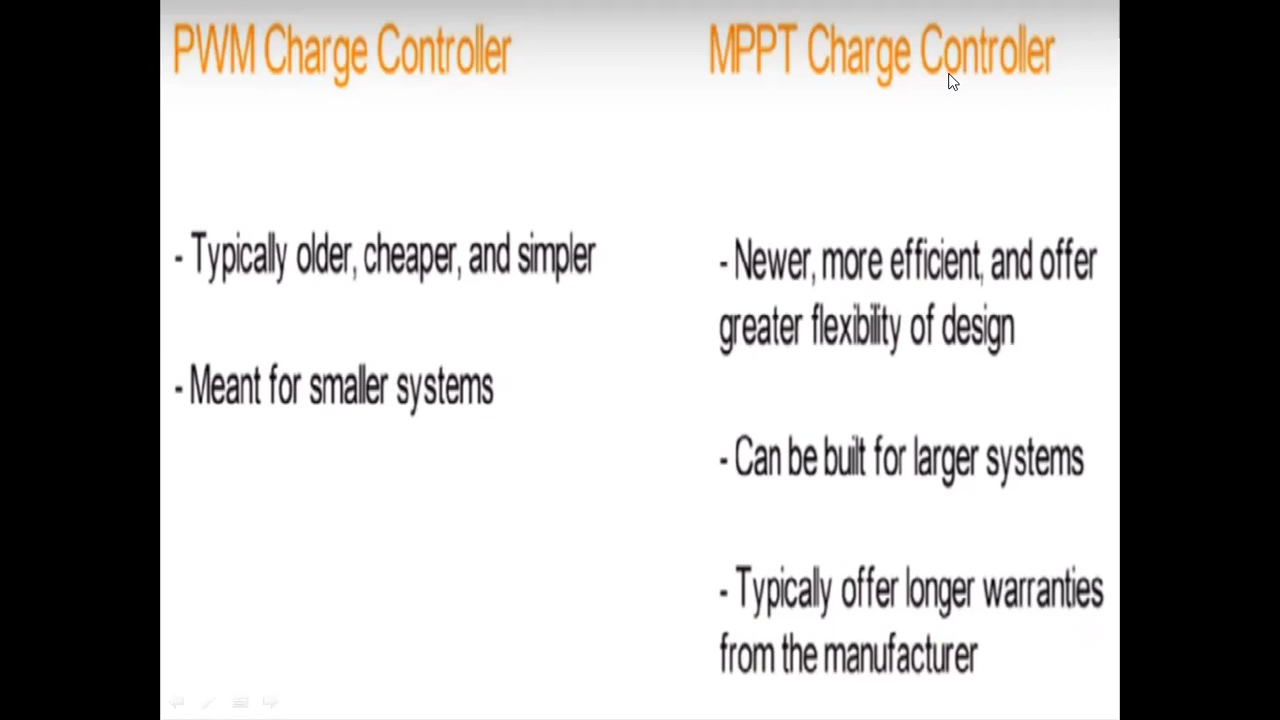 PWM Charge Controller
- Typically older, cheaper, and simpler
- Meant for smaller systems
MPPT Charge Controller
- Newer, more efficient, and offer
greater flexibility of design
- Can be built for larger systems
- Typically offer longer warranties
from the manufacturer